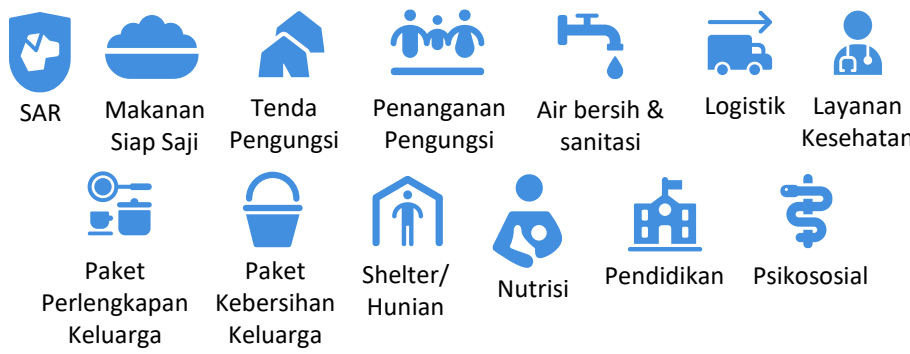 SAR
Makanan
Siap Saji
Tenda
Pengungsi
Penanganan
Pengungsi
Air bersih &
sanitasi
Logistik
Layanan
Kesehatan
Paket
Perlengkapan
Keluarga
Paket
Kebersihan
Keluarga
Shelter/
Hunian
Nutrisi
Pendidikan
Psikososial